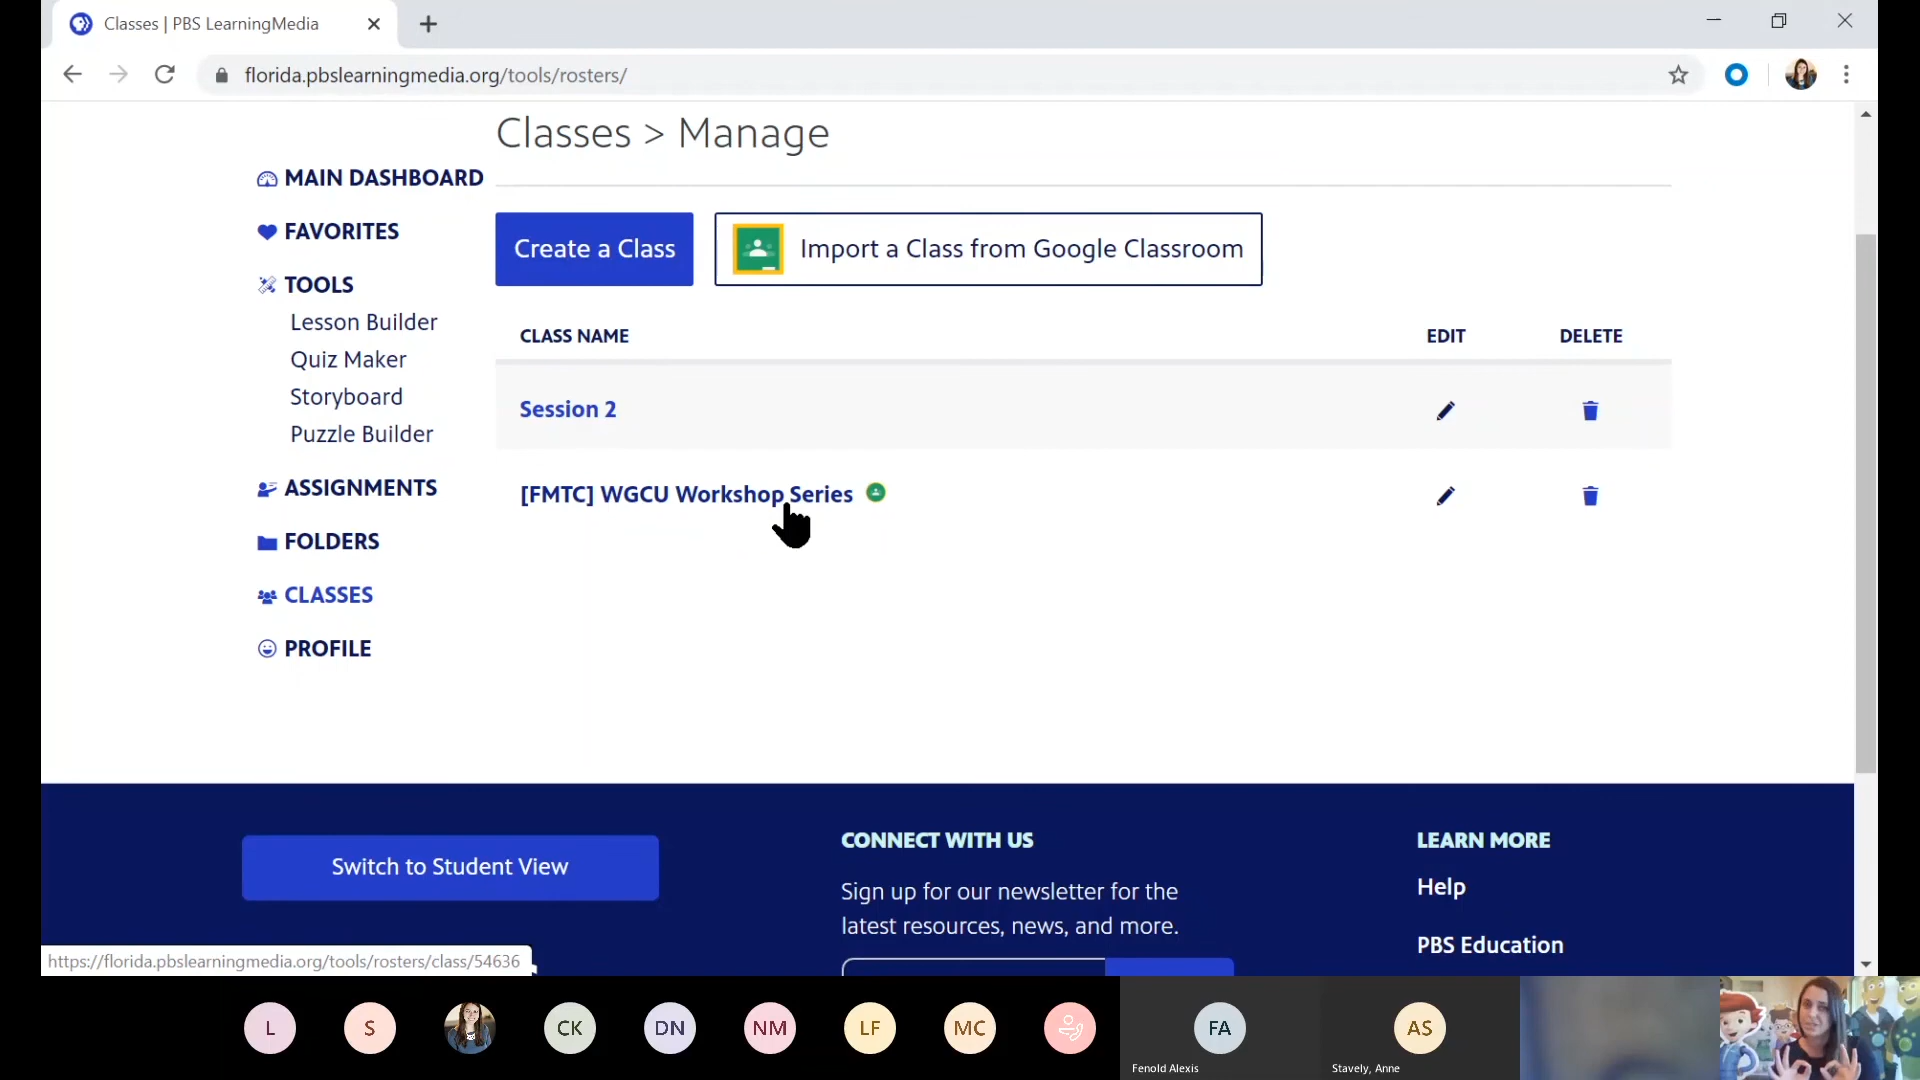 Classes | PBS LearningMedia
florida.pbslearningmedia.org/tools/rosters/
Classes > Manage
MAIN DASHBOARD
FAVORITES
TOOLS
Lesson Builder
Quiz Maker
Storyboard
Puzzle Builder
ASSIGNMENTS
FOLDERS
CLASSES
PROFILE
Create a Class
Import a Class from Google Classroom
CLASS NAME EDIT DELETE
Session 2
[FMTC] WGCU Workshop Series
Switch to Student View
CONNECT WITH US
Sign up for our newsletter for the
latest resources, news, and more.
LEARN MORE
Help
PBS Education
https://florida.pbslearningmedia.org/tools/rosters/class/54636
L S CK DN NM LF MC FA AS
Fenold Alexis
Stavely, Anne